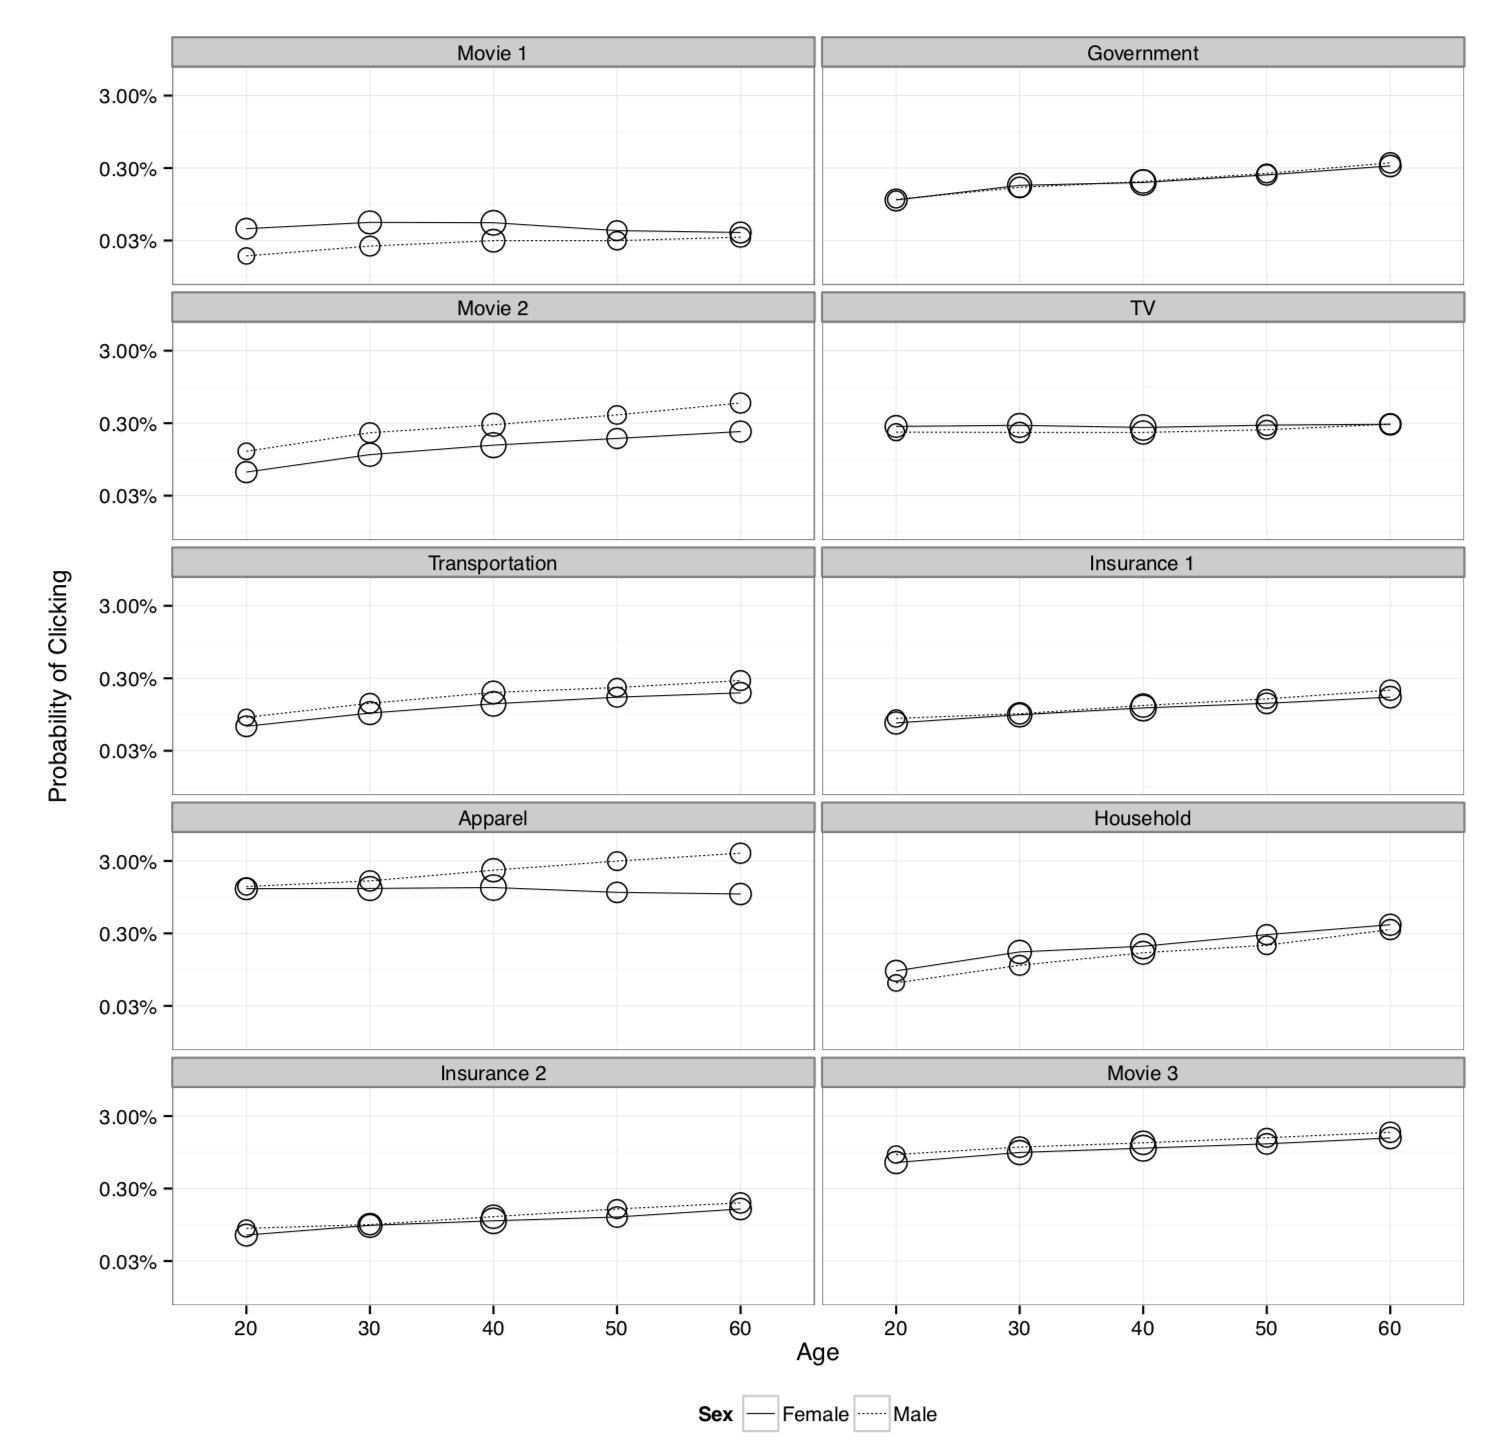 Movie 1
Government
3.00%
0.30%
0.03%
Movie 2
TV
3.00%
0.30%
0.03%
Transportation
Insurance 1
3.00%
0.30%
0.03%
Probability of Clicking
Apparel
Household
3.00%
0.30%
0.03%
Insurance 2
Movie 3
3.00%
0.30%
0.03%
20 30 40 50 60 20 30 40 50 60
Age
Sex Female Male